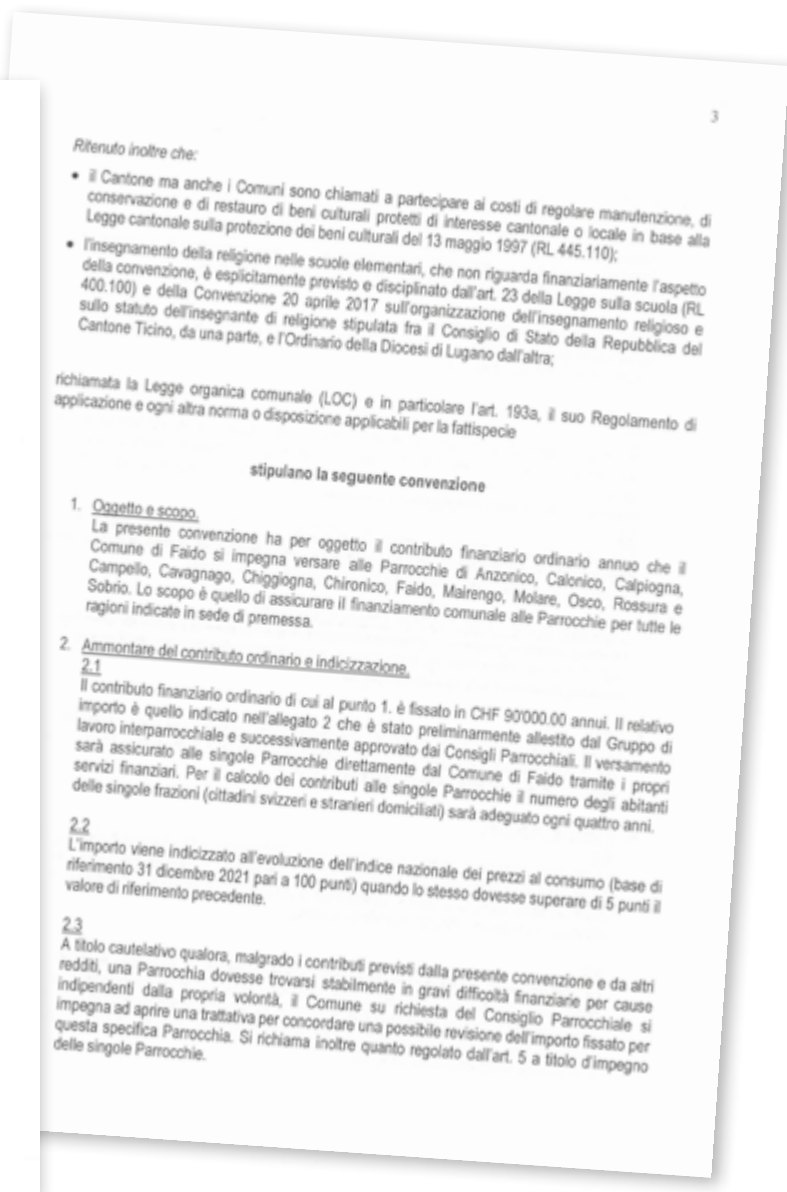 3
Ritenuto inoltre che:
• il Cantone ma anche i Comuni sono chiamati a partecipare ai costi di regolare manutenzione, di
conservazione e di restauro di beni culturali protetti di interesse cantonale o locale in base alla
Legge cantonale sulla protezione dei beni culturali del 13 maggio 1997 (RL 445.110);
• l'insegnamento della religione nelle scuole elementari, che non riguarda finanziariamente l'aspetto
della convenzione, è esplicitamente previsto e disciplinato dall'art. 23 della Legge sulla scuola (RL
400.100) e della Convenzione 20 aprile 2017 sull'organizzazione dell'insegnamento religioso e
sullo statuto dell'insegnante di religione stipulata fra il Consiglio di Stato della Repubblica del
Cantone Ticino, da una parte, e l'Ordinario della Diocesi di Lugano dall'altra;
richiamata la Legge organica comunale (LOC) e in particolare l'art. 193a, il suo Regolamento di
applicazione e ogni altra norma o disposizione applicabili per la fattispecie
stipulano la seguente convenzione
1. Oggetto e scopo.
La presente convenzione ha per oggetto il contributo finanziario ordinario annuo che il
Comune di Faido si impegna versare alle Parrocchie di Anzonico, Calonico, Calpiogna,
Campello, Cavagnago, Chiggiogna, Chironico, Faido, Mairengo, Molare, Osco, Rossura e
Sobrio. Lo scopo è quello di assicurare il finanziamento comunale alle Parrocchie per tutte le
ragioni indicate in sede di premessa.
2. Ammontare del contributo ordinario e indicizzazione.
2.1
Il contributo finanziario ordinario di cui al punto 1. è fissato in CHF 90'000.00 annui. Il relativo
importo è quello indicato nell'allegato 2 che è stato preliminarmente allestito dal Gruppo di
lavoro interparrocchiale e successivamente approvato dai Consigli Parrocchiali. Il versamento
sarà assicurato alle singole Parrocchie direttamente dal Comune di Faido tramite i propri
servizi finanziari. Per il calcolo dei contributi alle singole Parrocchie il numero degli abitanti
delle singole frazioni (cittadini svizzeri e stranieri domiciliati) sarà adeguato ogni quattro anni.
2.2
L'importo viene indicizzato all'evoluzione dell'indice nazionale dei prezzi al consumo (base di
riferimento 31 dicembre 2021 pari a 100 punti) quando lo stesso dovesse superare di 5 punti il
valore di riferimento precedente.
2.3
A titolo cautelativo qualora, malgrado i contributi previsti dalla presente convenzione e da altri
redditi, una Parrocchia dovesse trovarsi stabilmente in gravi difficoltà finanziarie per cause
indipendenti dalla propria volontà, il Comune su richiesta del Consiglio Parrocchiale si
impegna ad aprire una trattativa per concordare una possibile revisione dell'importo fissato per
questa specifica Parrocchia. Si richiama inoltre quanto regolato dall'art. 5 a titolo d'impegno
delle singole Parrocchie.